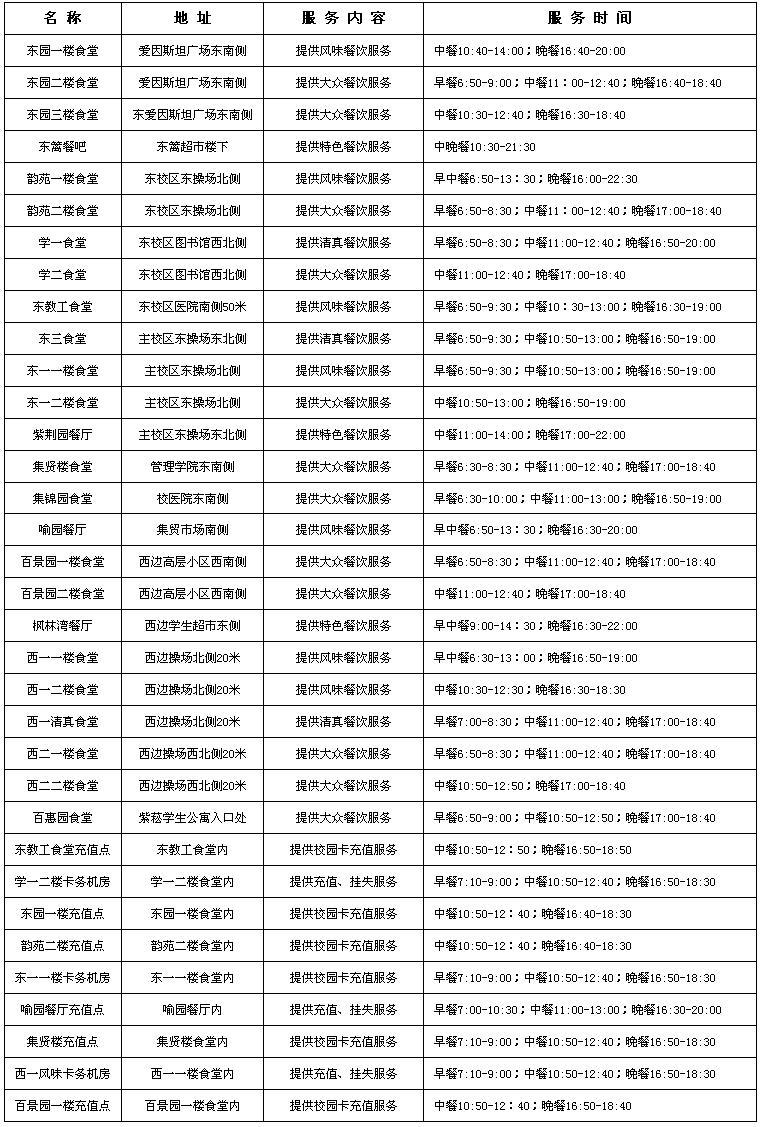 名 称 地 址 服 务 内 容 服 务 时 间
东园一楼食堂 爱因斯坦广场东南侧 提供风味餐饮服务 中餐10:40-14:00；晚餐16:40-20:00
东园二楼食堂 爱因斯坦广场东南侧 提供大众餐饮服务 早餐6:50-9:00；中餐11：00-12:40；晚餐16:40-18:40
东园三楼食堂 东爱因斯坦广场东南侧 提供大众餐饮服务 中餐10:30-12:40；晚餐16:30-18:40
东篱餐吧 东篱超市楼下 提供特色餐饮服务 中晚餐10:30-21:30
韵苑一楼食堂 东校区东操场北侧 提供风味餐饮服务 早中餐6:50-13：30；晚餐16:00-22:30
韵苑二楼食堂 东校区东操场北侧 提供大众餐饮服务 早餐6:50-8:30；中餐11：00-12:40；晚餐17:00-18:40
学一食堂 东校区图书馆西北侧 提供清真餐饮服务 早餐6:50-8:30；中餐11:00-12:40；晚餐16:50-20:00
学二食堂 东校区图书馆西北侧 提供大众餐饮服务 中餐11:00-12:40；晚餐17:00-18:40
东教工食堂 东校区医院南侧50米 提供风味餐饮服务 早餐6:50-9:30；中餐10：30-13:00；晚餐16:30-19:00
东三食堂 主校区东操场东北侧 提供清真餐饮服务 早餐6:50-9:30；中餐10:50-13:00；晚餐16:50-19:00
东一一楼食堂 主校区东操场北侧 提供风味餐饮服务 早餐6:50-9:30；中餐10:50-13:00；晚餐16:50-19:00
东一二楼食堂 主校区东操场北侧 提供大众餐饮服务 中餐10:50-13:00；晚餐16:50-19:00
紫荆园餐厅 主校区东操场东北侧 提供特色餐饮服务 中餐11:00-14:00；晚餐17:00-22:00
集贤楼食堂 管理学院东南侧 提供大众餐饮服务 早餐6:30-8:30；中餐11:00-12:40；晚餐17:00-18:40
集锦园食堂 校医院东南侧 提供大众餐饮服务 早餐6:30-10:00；中餐11:00-13:00；晚餐16:50-19:00
喻园餐厅 集贸市场南侧 提供风味餐饮服务 早中餐6:50-13：30；晚餐16:30-20:00
百景园一楼食堂 西边高层小区西南侧 提供大众餐饮服务 早餐6:50-8:30；中餐11:00-12:40；晚餐17:00-18:40
百景园二楼食堂 西边高层小区西南侧 提供大众餐饮服务 中餐11:00-12:40；晚餐17:00-18:40
枫林湾餐厅 西边学生超市东侧 提供特色餐饮服务 早中餐9:00-14：30；晚餐16:30-22:00
西一一楼食堂 西边操场北侧20米 提供风味餐饮服务 早中餐6:30-13：00；晚餐16:50-19:00
西一二楼食堂 西边操场北侧20米 提供风味餐饮服务 中餐10:30-12:30；晚餐16:30-18:30
西一清真食堂 西边操场北侧20米 提供清真餐饮服务 早餐7:00-8:30；中餐11:00-12:40；晚餐17:00-18:40
西二一楼食堂 西边操场西北侧20米 提供大众餐饮服务 早餐6:50-8:30；中餐11:00-12:40；晚餐17:00-18:40
西二二楼食堂 西边操场西北侧20米 提供大众餐饮服务 中餐10:50-12:50；晚餐17:00-18:40
百惠园食堂 紫菘学生公寓入口处 提供大众餐饮服务 早餐6:50-9:00；中餐10:50-12:50；晚餐17:00-18:40
东教工食堂充值点 东教工食堂内 提供校园卡充值服务 中餐10:50-12：50；晚餐16:50-18:50
学一二楼卡务机房 学一二楼食堂内 提供充值、挂失服务 早餐7:10-9:00；中餐10:50-12:40；晚餐16:50-18:30
东园一楼充值点 东园一楼食堂内 提供校园卡充值服务 中餐10:50-12：40；晚餐16:40-18:30
韵苑二楼充值点 韵苑二楼食堂内 提供校园卡充值服务 中餐10:50-12：40；晚餐16:40-18:30
东一一楼卡务机房 东一一楼食堂内 提供校园卡充值服务 早餐7:10-9:00；中餐10:50-12:40；晚餐16:50-18:30
喻园餐厅充值点 喻园餐厅内 提供充值、挂失服务 早餐7:00-10:30；中餐11:00-13:00；晚餐16:30-20:00
集贤楼充值点 集贤楼食堂内 提供校园卡充值服务 早餐7:10-9:00；中餐10:50-12:40；晚餐16:50-18:30
西一风味卡务机房 西一一楼食堂内 提供充值、挂失服务 早餐7:10-9:00；中餐10:50-12:40；晚餐16:50-18:30
百景园一楼充值点 百景园一楼食堂内 提供校园卡充值服务 中餐10:50-12：40；晚餐16:50-18:40